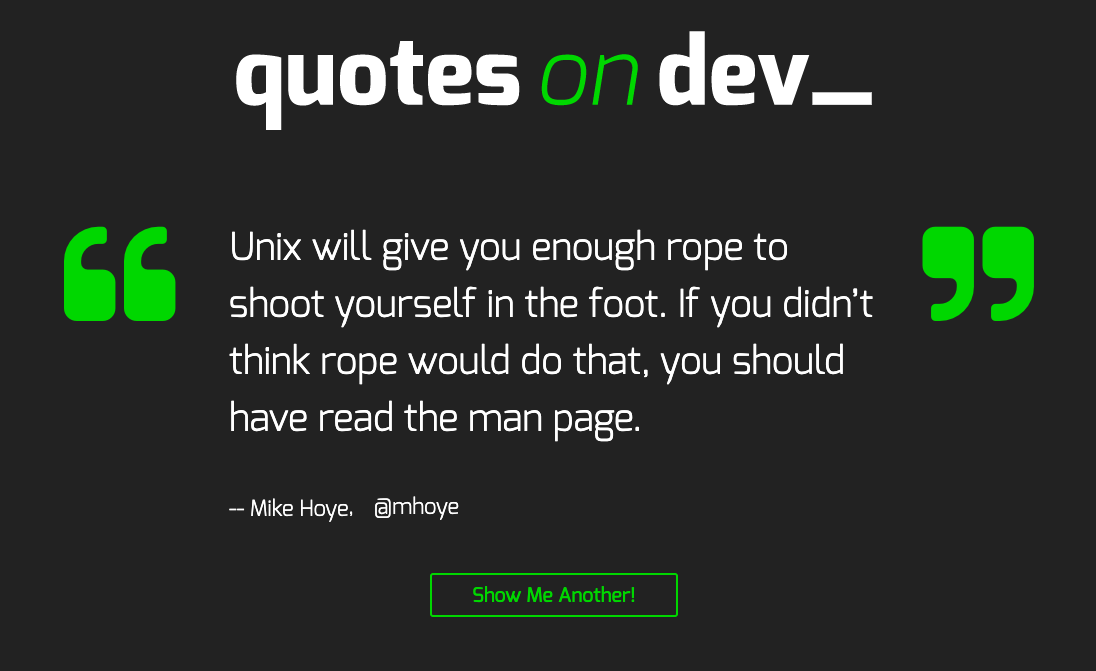 quotes on dev_
“
Unix will give you enough rope to
shoot yourself in the foot. If you didn’t
think rope would do that, you should
have read the man page.
”
-- Mike Hoye, @mhoye
Show Me Another!